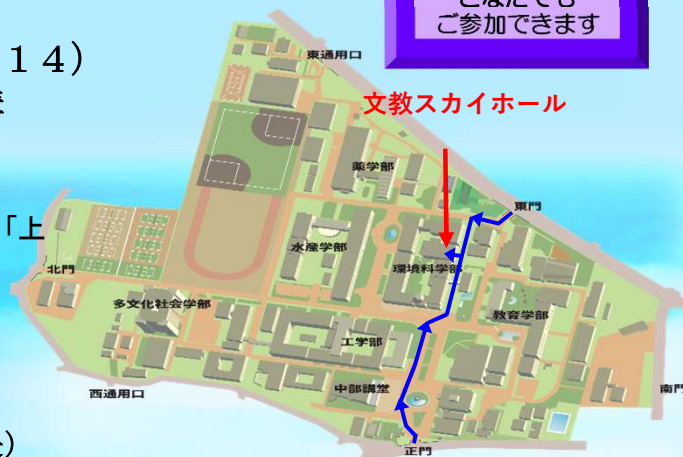 ご参加できます
１４）
東通用口
文教スカイホール
薬学部
東門
「上
水産学部
環境科学部
北門
多文化社会学部
教育学部
工学部
中部講堂
西通用口
南門
）
正門